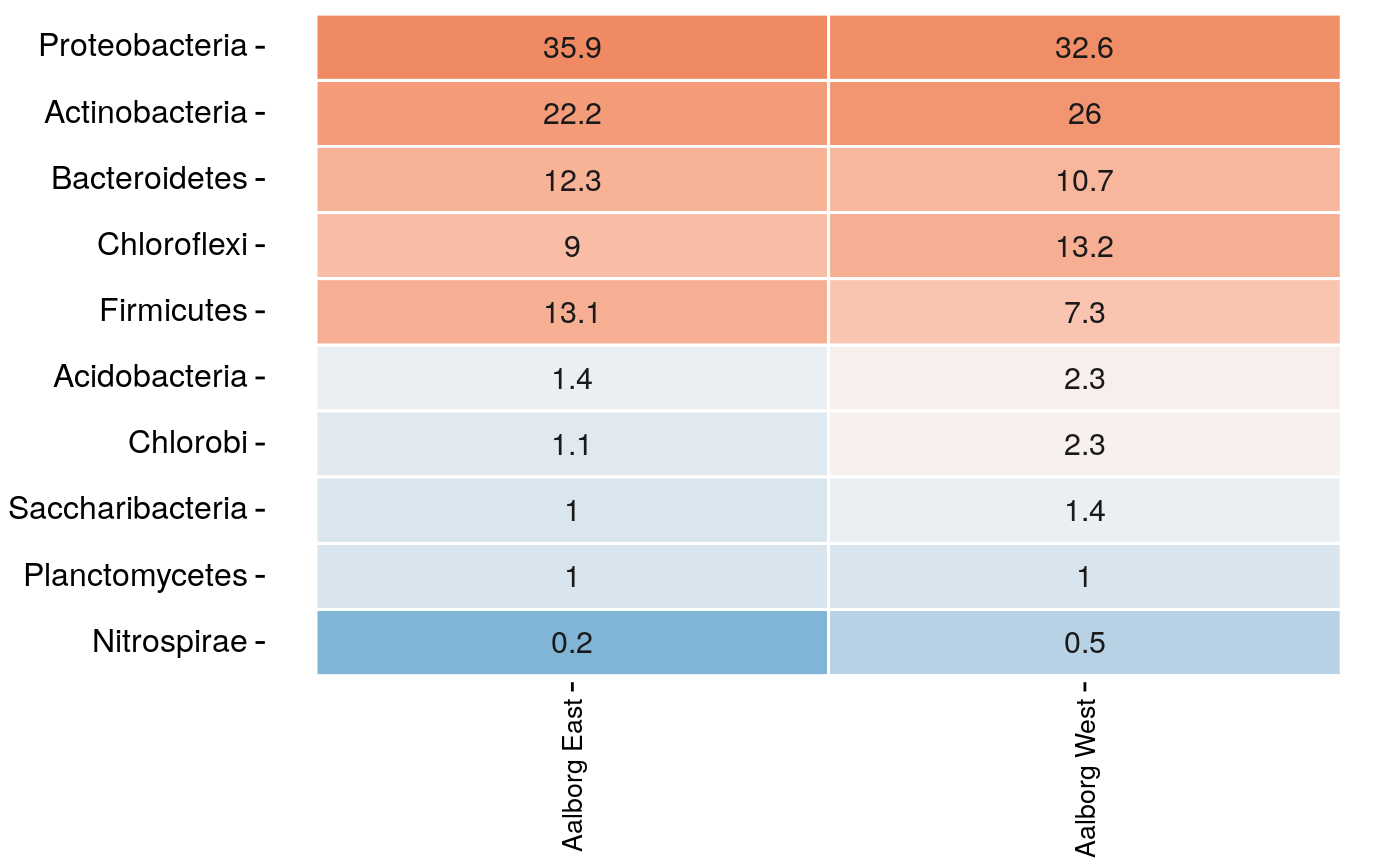 Proteobacteria 35.9 32.6
Actinobacteria 22.2 26
Bacteroidetes 12.3 10.7
Chloroflexi 9 13.2
Firmicutes 13.1 7.3
Acidobacteria 1.4 2.3
Chlorobi 1.1 2.3
Saccharibacteria 1 1.4
Planctomycetes 1 1
Nitrospirae 0.2 0.5
Aalborg East
Aalborg West